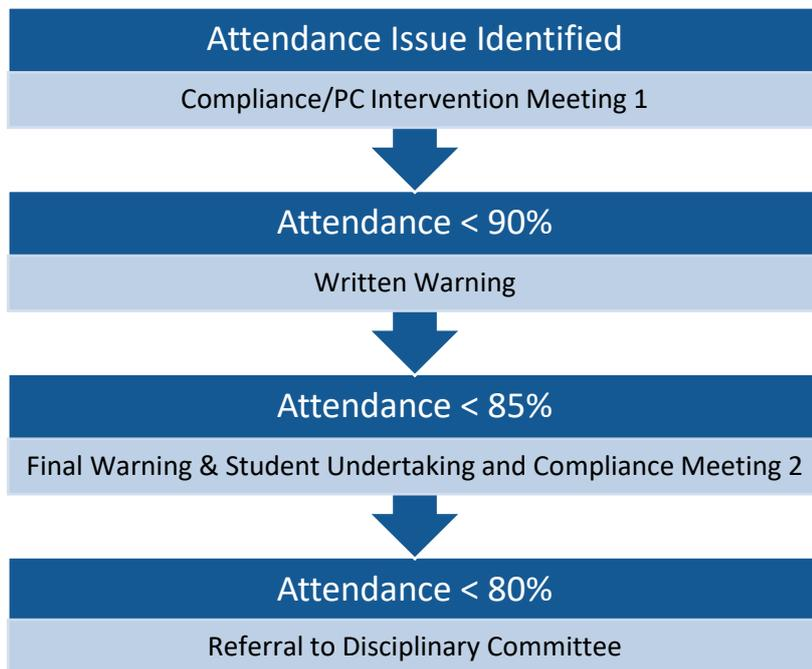 Attendance Issue Identified
Compliance/PC Intervention Meeting 1
Attendance < 90%
Written Warning
Attendance < 85%
Final Warning & Student Undertaking and Compliance Meeting 2
Attendance < 80%
Referral to Disciplinary Committee